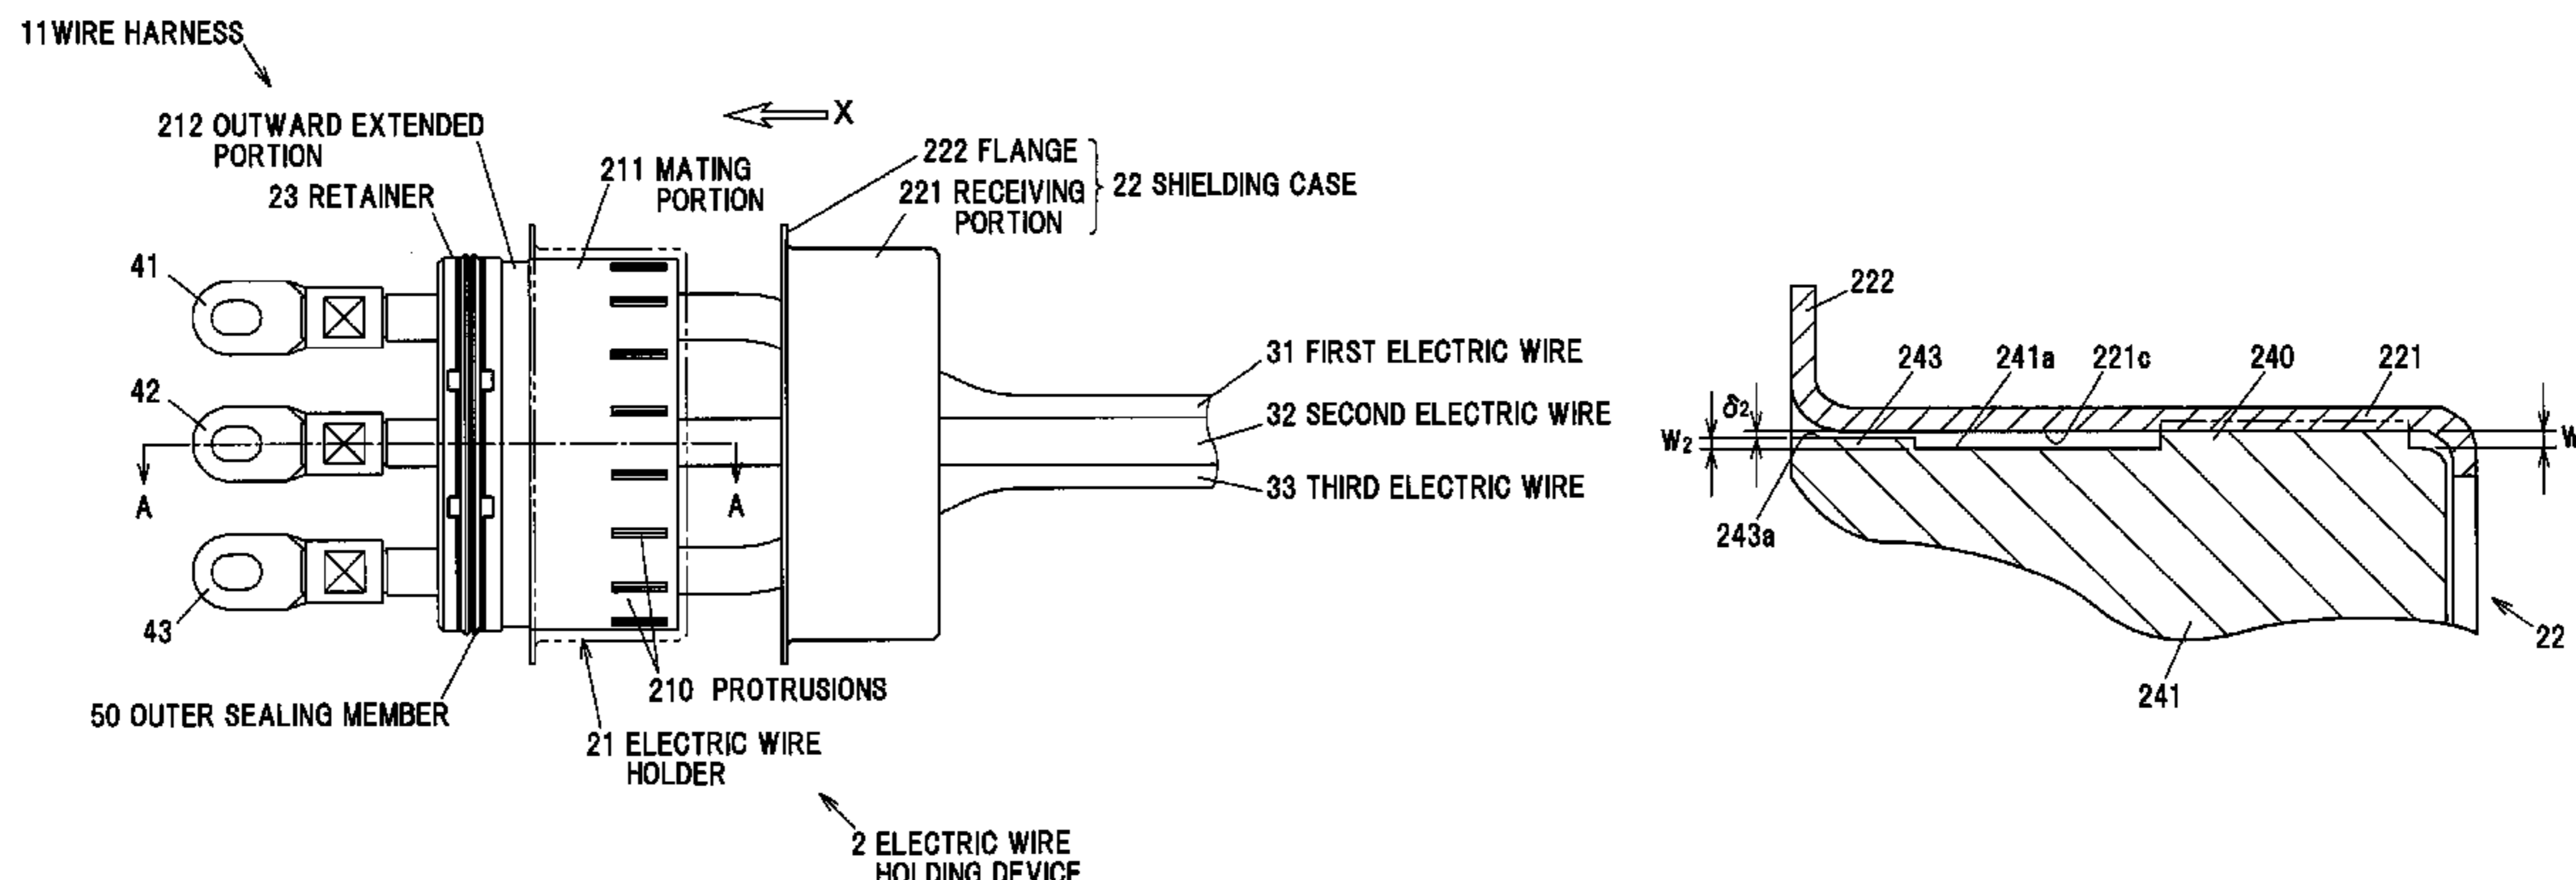 11 WIRE HARNESS
212 OUTWARD EXTENDED
PORTION
23 RETAINER
211 MATING
PORTION
X
222 FLANGE
221 RECEIVING
PORTION
22 SHIELDING CASE
41
42
43
A
A
31 FIRST ELECTRIC WIRE
32 SECOND ELECTRIC WIRE
33 THIRD ELECTRIC WIRE
210 PROTRUSIONS
50 OUTER SEALING MEMBER
21 ELECTRIC WIRE
HOLDER
2 ELECTRIC WIRE
HOLDING DEVICE
222
243
241a
221c
240
221
δ2
W2
W
243a
22
241